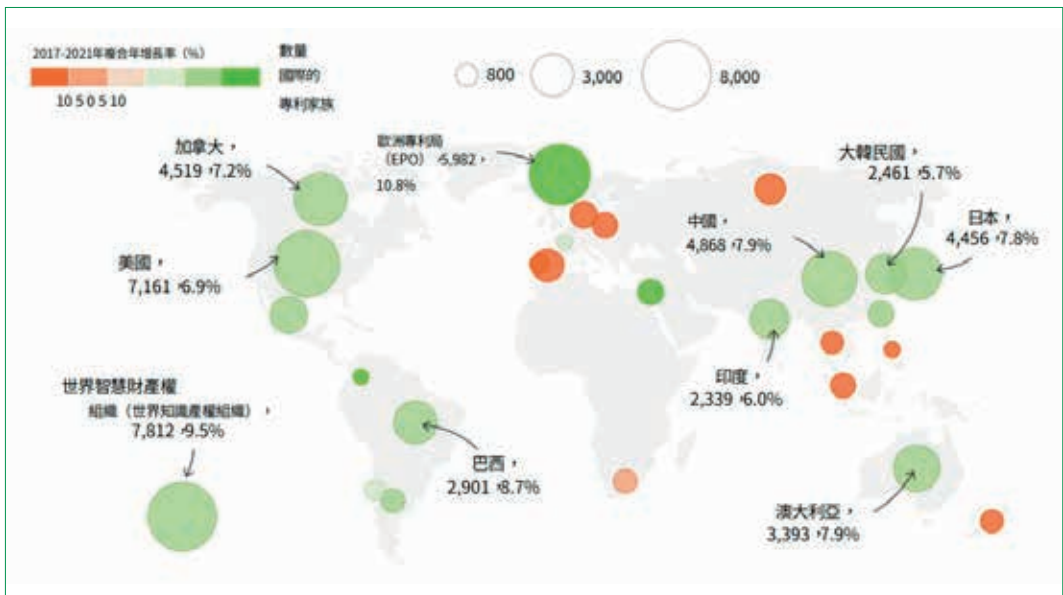 2017-2021年複合年增長率（%）
10 5 0 5 10
數量
國際的
專利家族
800
3,000
8,000
加拿大，
4,519 ,7.2%
歐洲專利局
（EPO） ,5,982，
10.8%
大韓民國，
2,461 ,5.7%
中國，
4,868 ,7.9%
日本，
4,456 ,7.8%
美國，
7,161 ,6.9%
世界智慧財產權
組織（世界知識產權組織），
7,812 ,9.5%
印度，
2,339 ,6.0%
巴西，
2,901 ,8.7%
澳大利亞，
3,393 ,7.9%